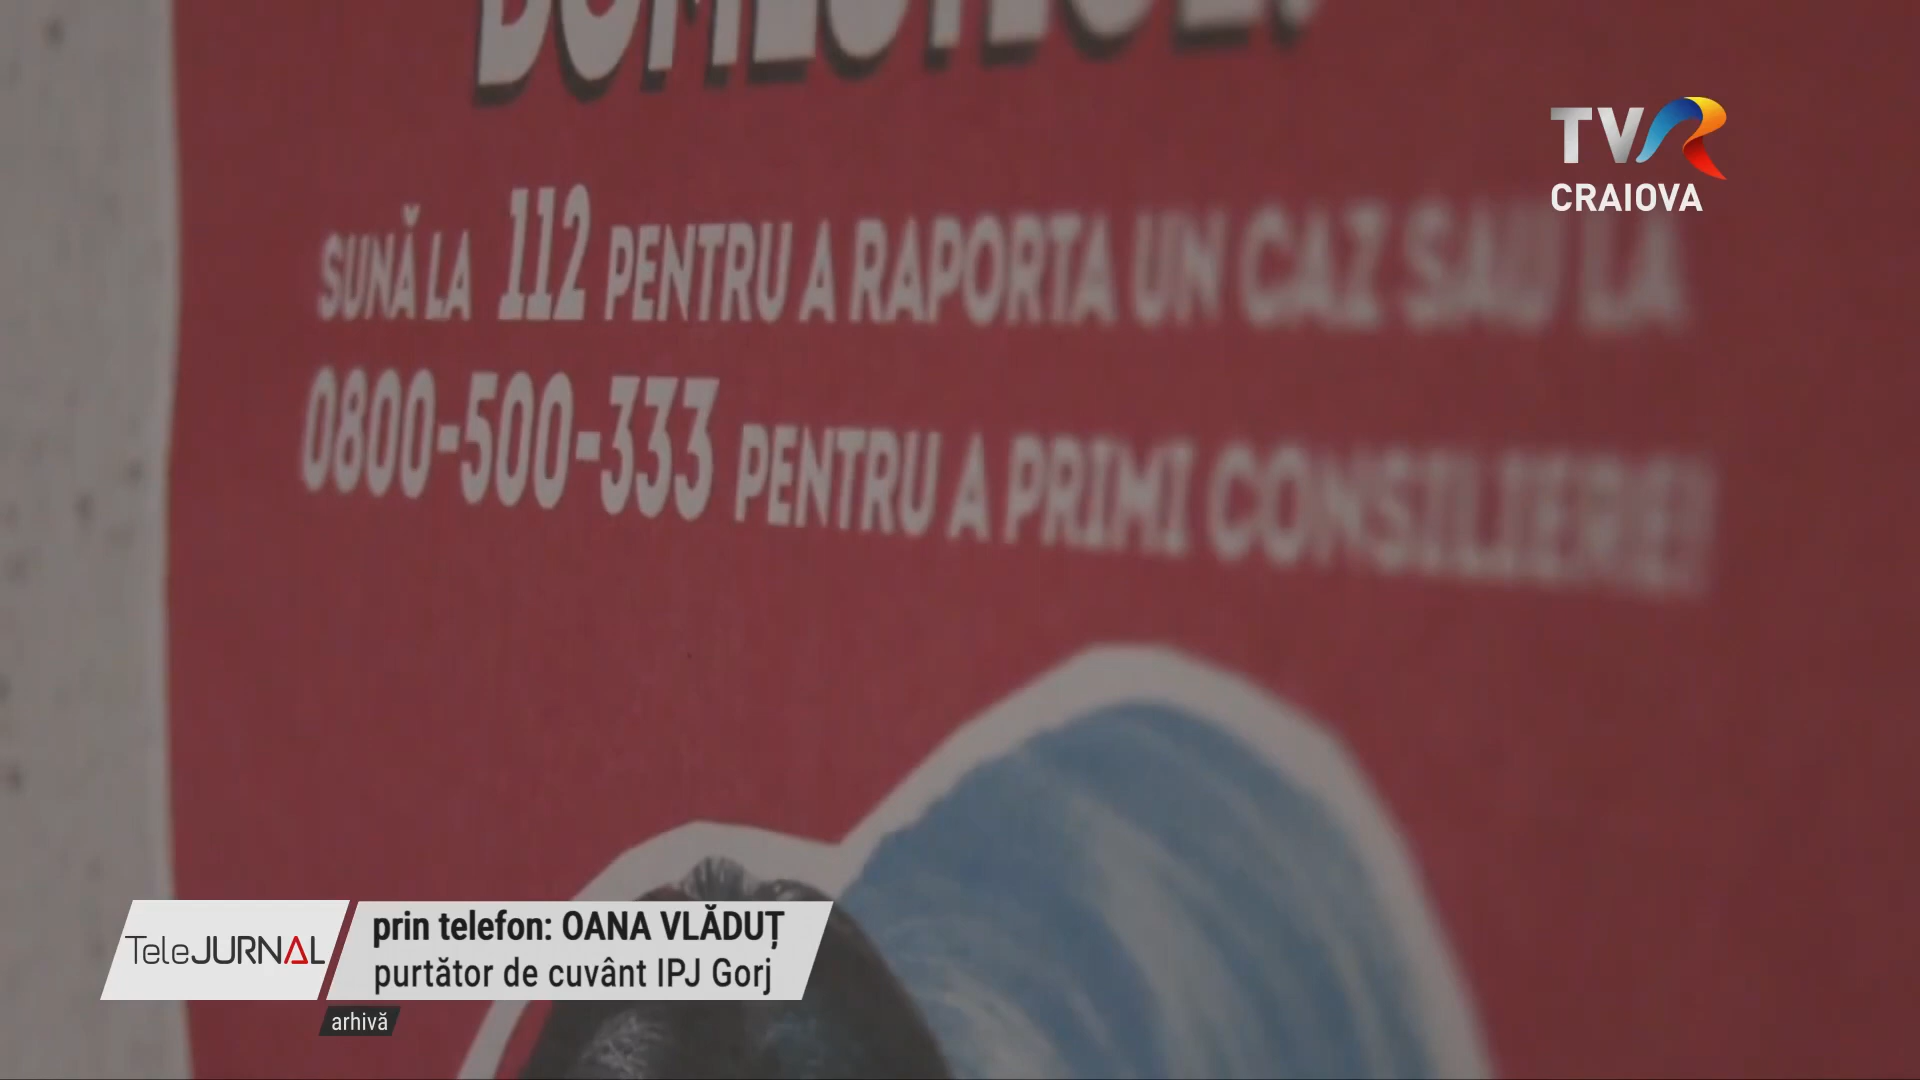 DOMESTICE!
TVR
CRAIOVA
SUNĂ LA 112 PENTRU A RAPORTA UN CAZ SAU LA
0800-500-333 PENTRU A PRIMI CONSILIERE!
TeleJURNAL
prin telefon: OANA VLĂDUȚ
purtător de cuvânt IPJ Gorj
arhivă